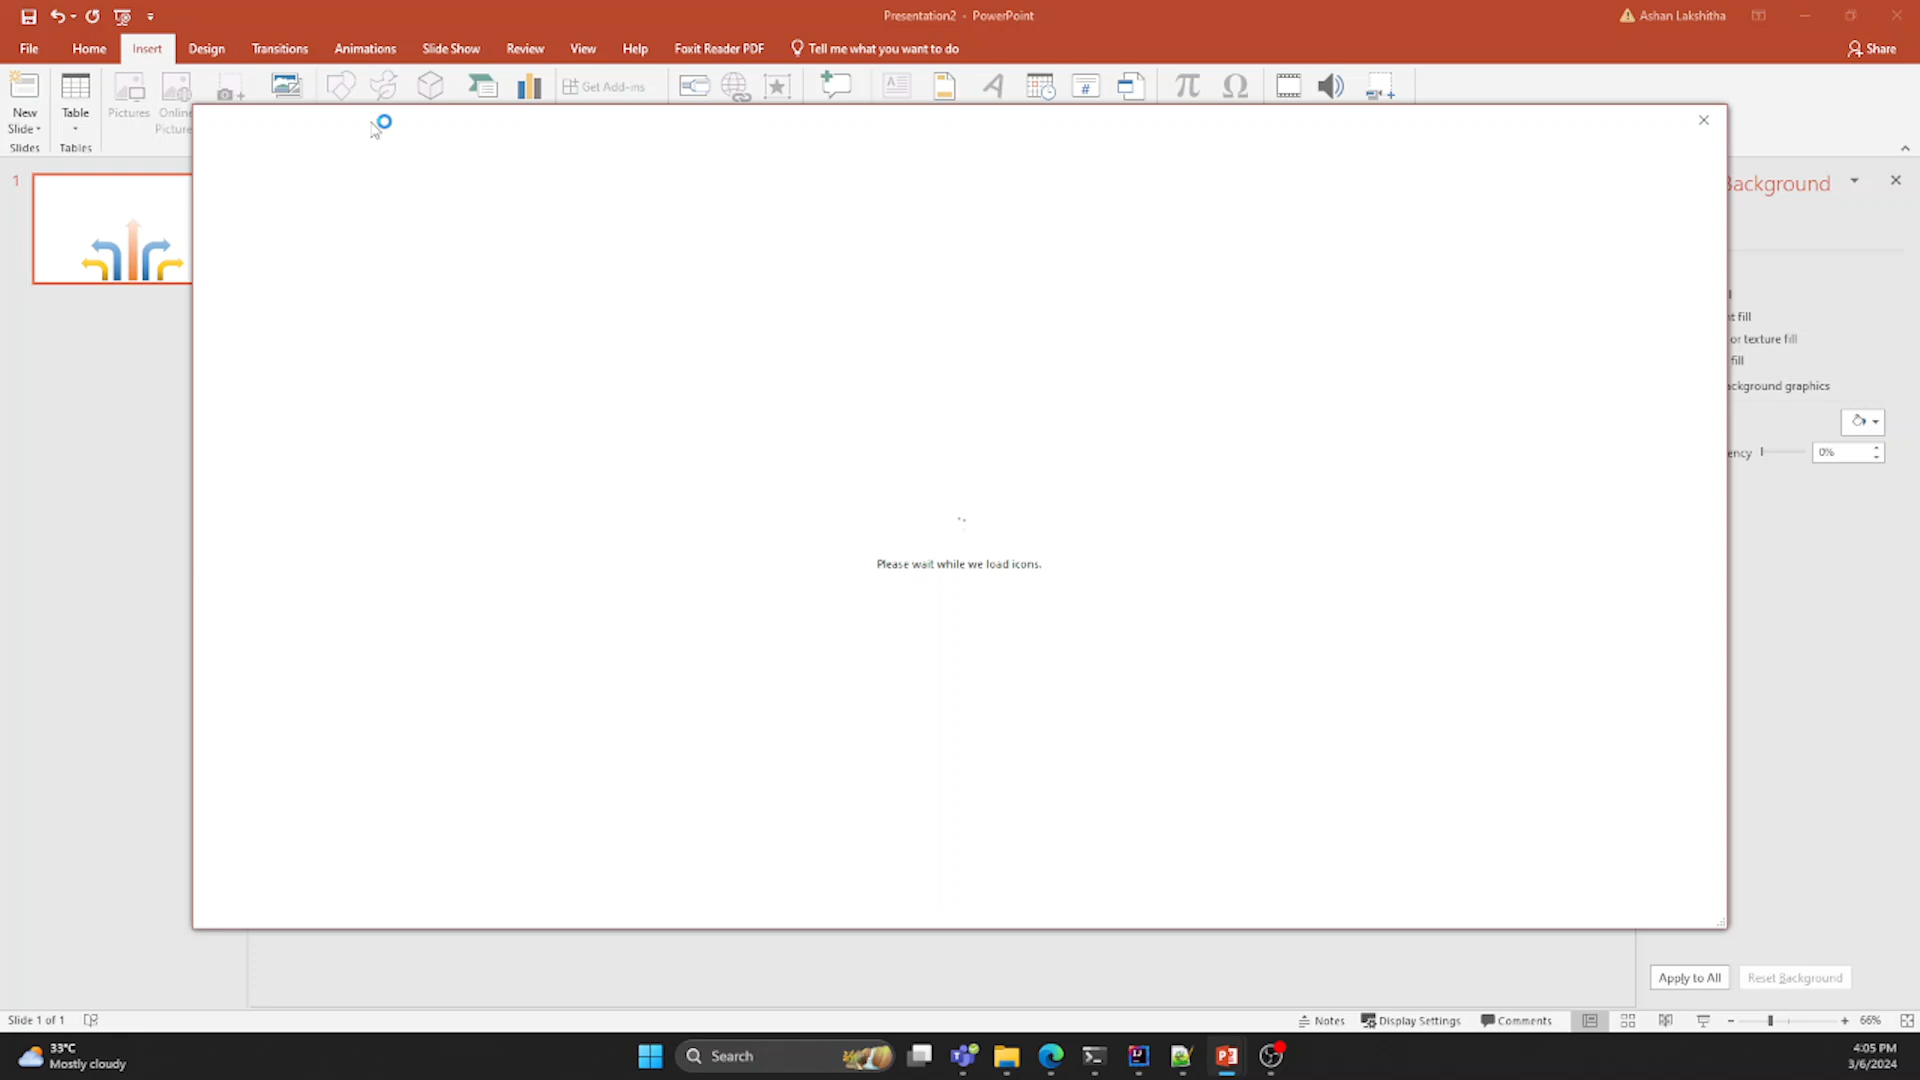 Presentation2 - PowerPoint
Ashan Lakshitha
File Home Insert Design Transitions Animations Slide Show Review View Help Foxit Reader PDF Tell me what you want to do Share
New Slide
Table
Pictures
Online Picture
Get Add-ins
Slides
Tables
1
Background
t fill
or texture fill
fill
ckground graphics
ency 0%
Please wait while we load icons.
Apply to All Reset Background
Slide 1 of 1
Notes Display Settings Comments 66%
33°C
Mostly cloudy
Search
4:05 PM
3/6/2024